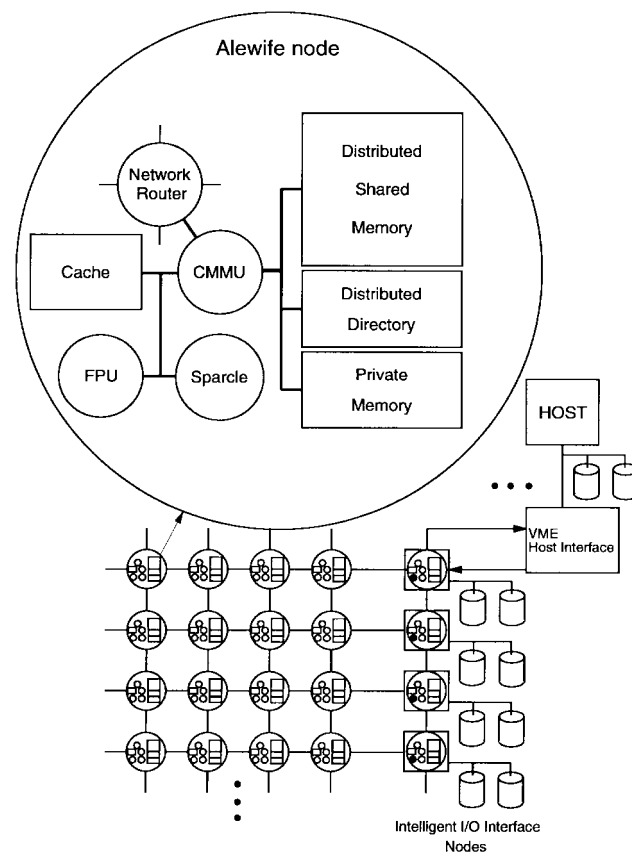 Alewife node
Network
Router
Distributed
Shared
Memory
Cache
CMMU
Distributed
Directory
FPU
Sparcle
Private
Memory
HOST
VME
Host Interface
Intelligent I/O Interface
Nodes